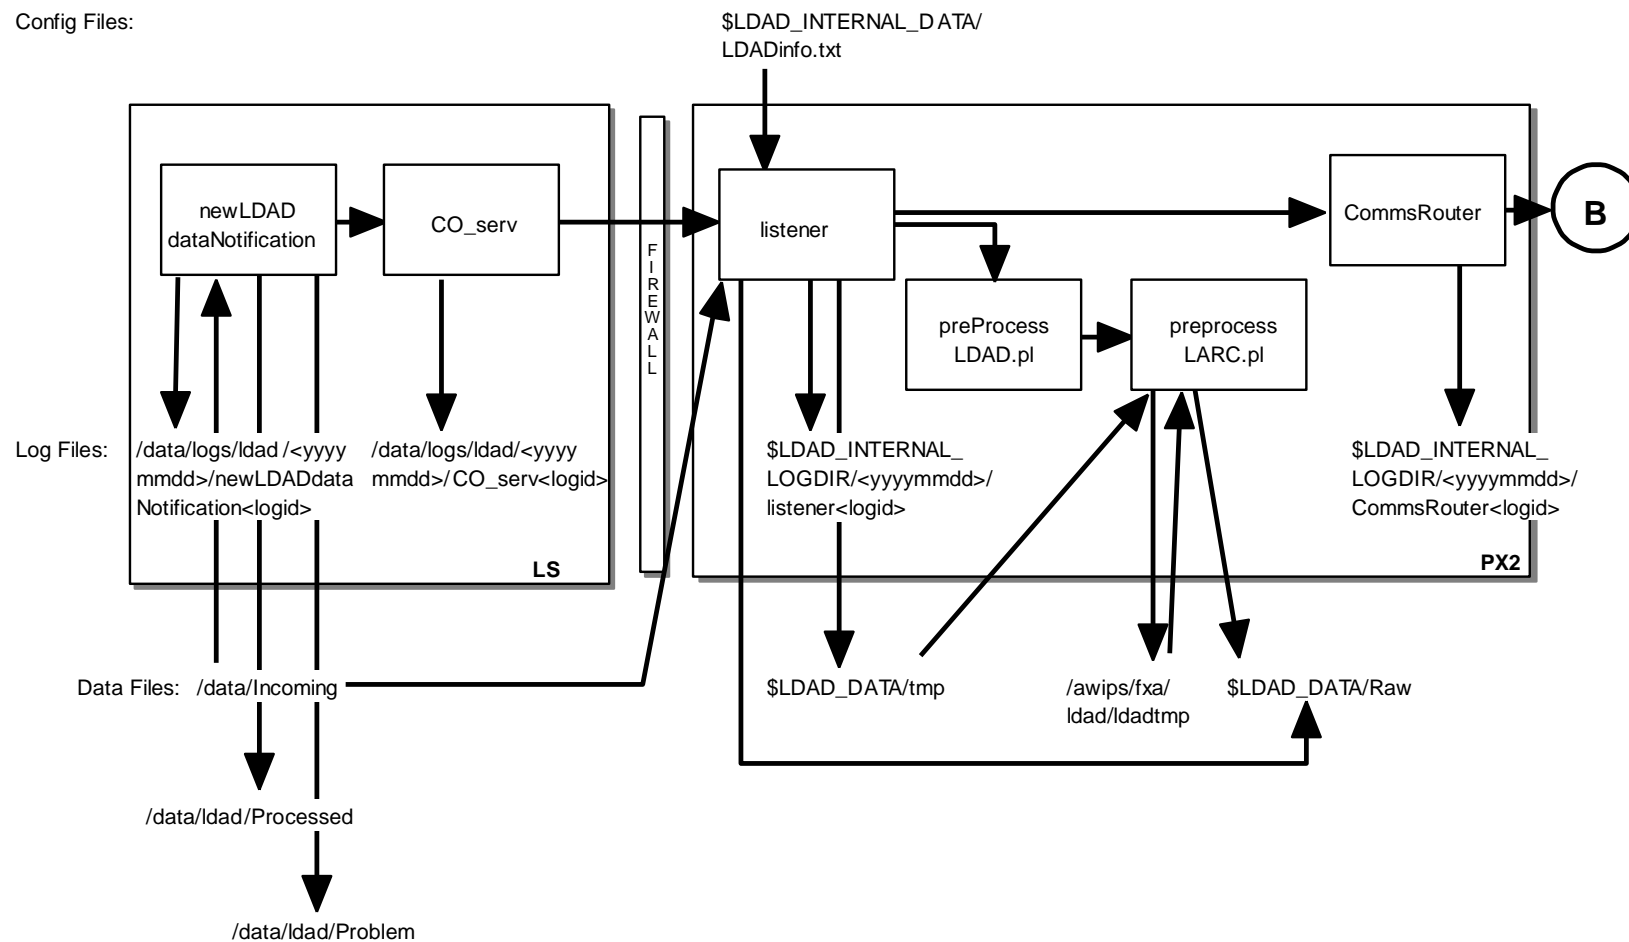 Config Files:
$LDAD_INTERNAL_DATA/
LDADinfo.txt
newLDAD
dataNotification
CO_serv
FIREWALL
listener
CommsRouter
B
preProcess
LDAD.pl
preprocess
LARC.pl
Log Files:
/data/logs/ldad /<yyyy
mmdd>/newLDADdata
Notification<logid>
/data/logs/ldad/<yyyy
mmdd>/CO_serv<logid>
$LDAD_INTERNAL_
LOGDIR/<yyyymmdd>/
listener<logid>
$LDAD_INTERNAL_
LOGDIR/<yyyymmdd>/
CommsRouter<logid>
LS
PX2
Data Files:
/data/Incoming
$LDAD_DATA/tmp
/awips/fxa/
ldad/ldadtmp
$LDAD_DATA/Raw
/data/ldad/Processed
/data/ldad/Problem